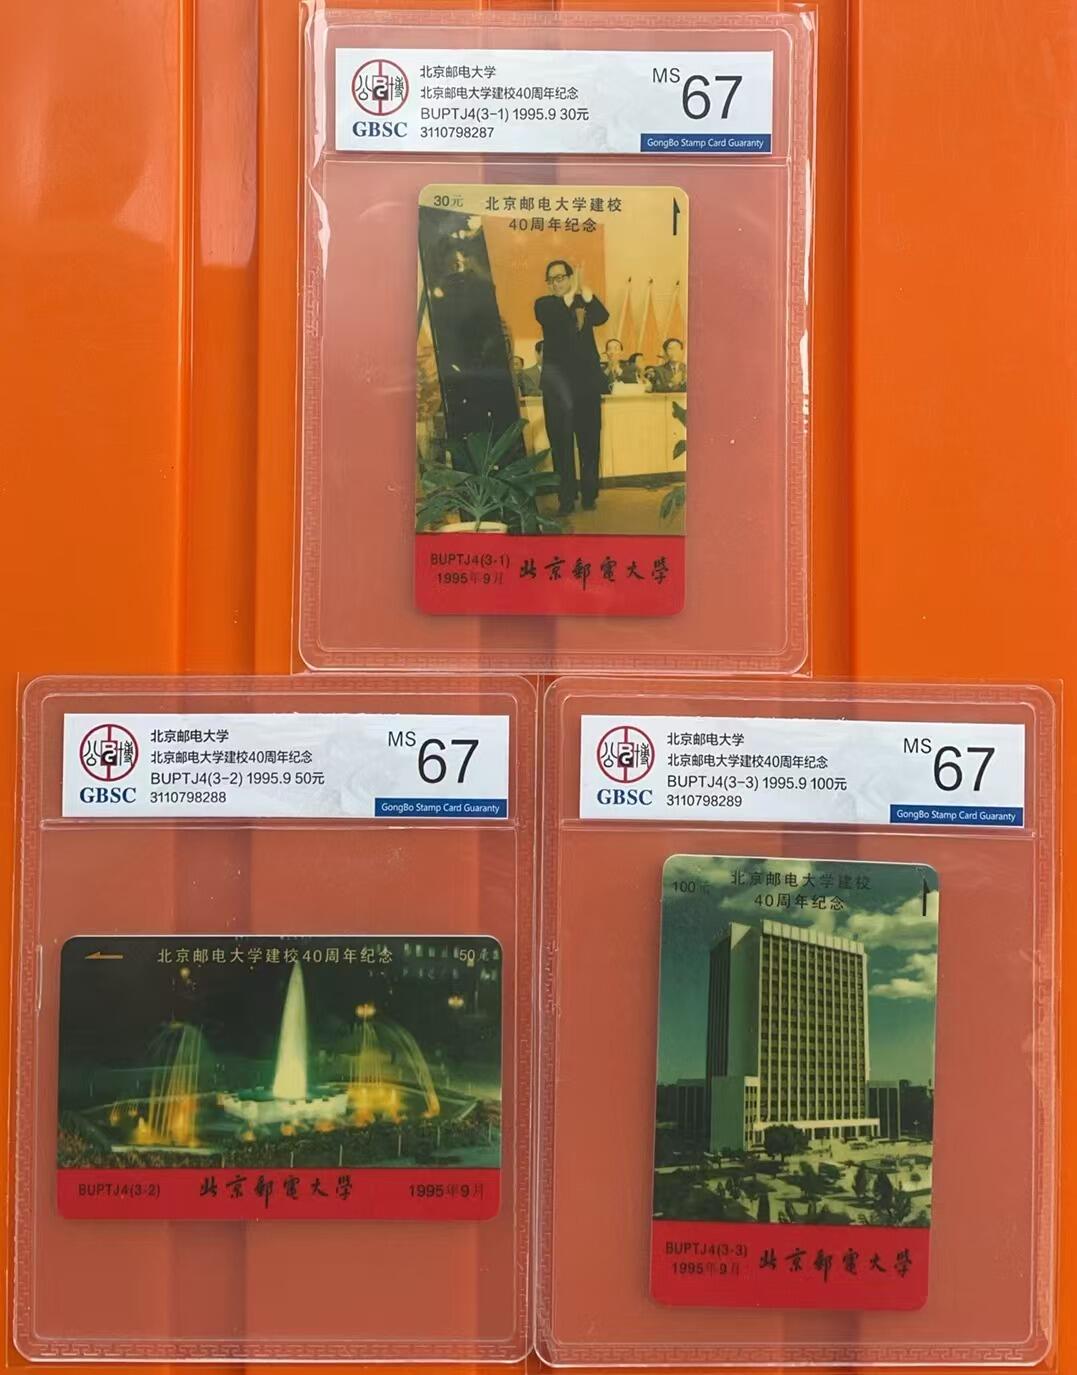 北京邮电大学
北京邮电大学建校40周年纪念
BUPTJ4(3-1) 1995.9 30元
3110798287
GBSC
MS 67
GongBo Stamp Card Guaranty
30元
北京邮电大学建校
40周年纪念
BUPTJ4(3-1)
1995年9月
北京郵電大學
北京邮电大学
北京邮电大学建校40周年纪念
BUPTJ4(3-2) 1995.9 50元
3110798288
GBSC
MS 67
GongBo Stamp Card Guaranty
北京邮电大学建校40周年纪念
50元
BUPTJ4(3-2)
北京郵電大學
1995年9月
北京邮电大学
北京邮电大学建校40周年纪念
BUPTJ4(3-3) 1995.9 100元
3110798289
GBSC
MS 67
GongBo Stamp Card Guaranty
100元
北京邮电大学建校
40周年纪念
BUPTJ4(3-3)
1995年9月
北京郵電大學